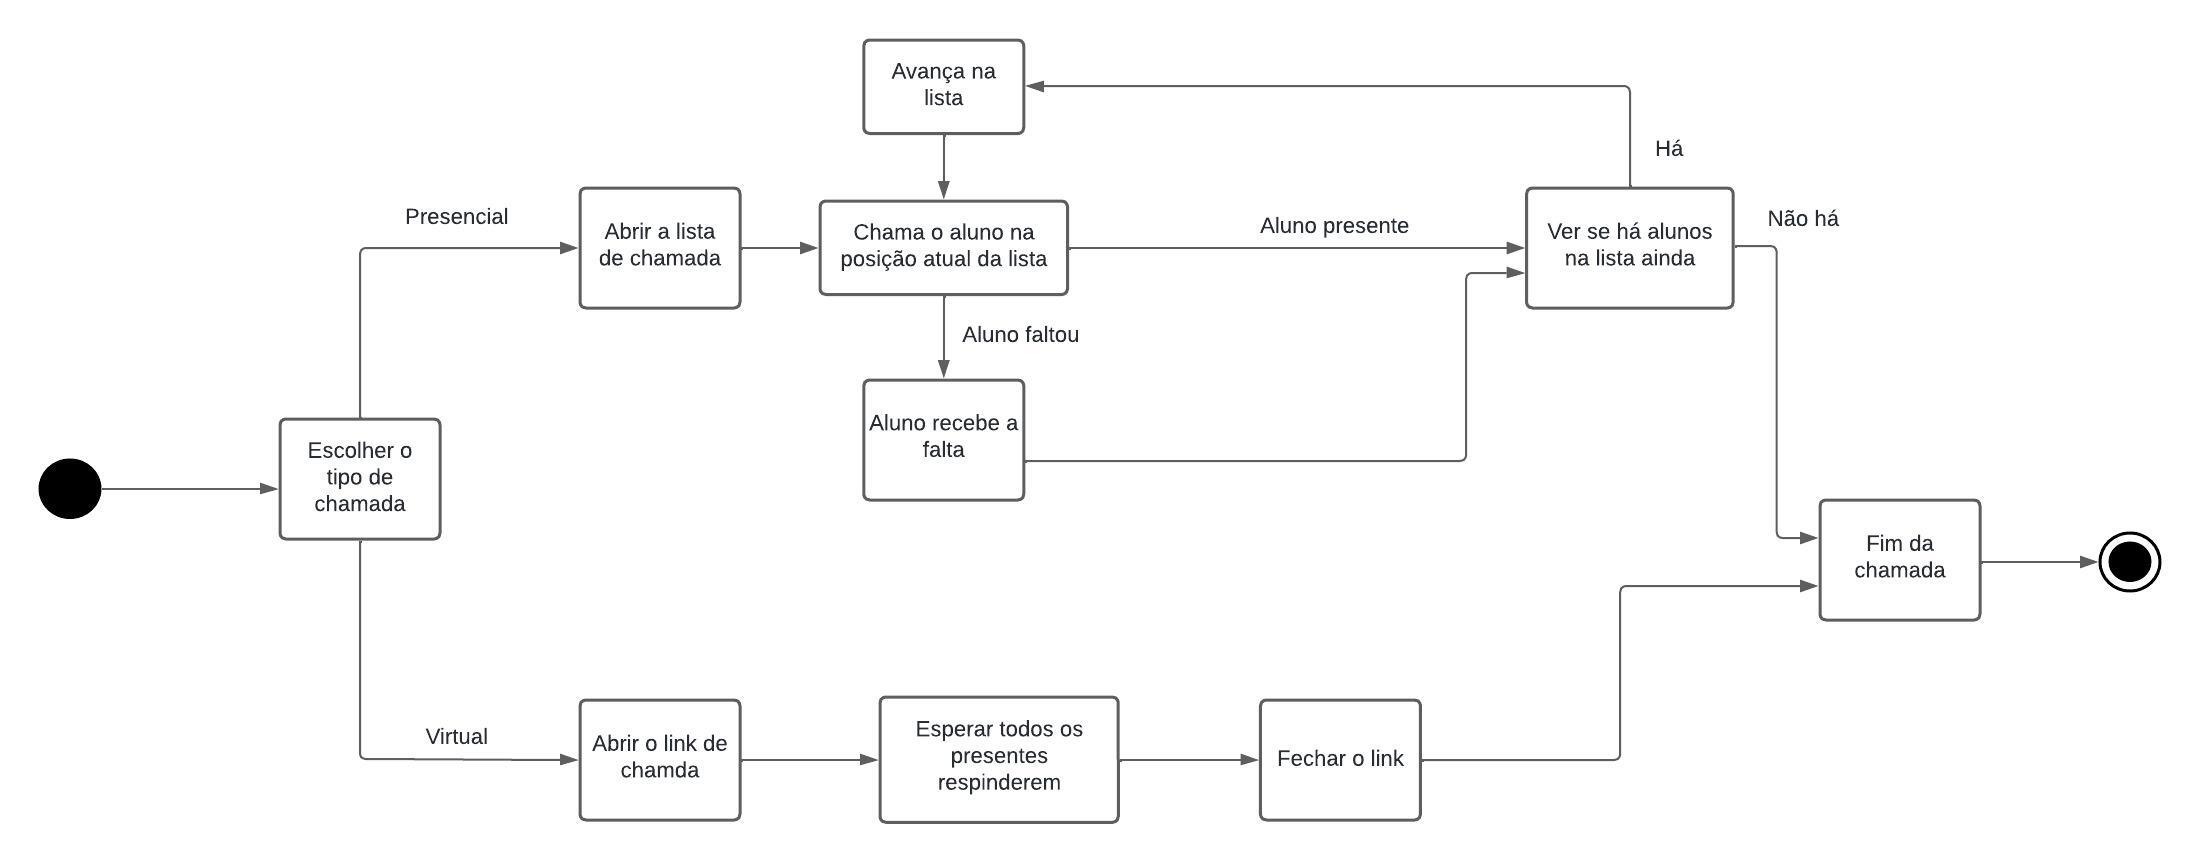 Avança na
lista
Há
Presencial
Abrir a lista
de chamada
Chama o aluno na
posição atual da lista
Aluno presente
Ver se há alunos
na lista ainda
Não há
Aluno faltou
Aluno recebe a
falta
Escolher o
tipo de
chamada
Fim da
chamada
Virtual
Abrir o link de
chamda
Esperar todos os
presentes
respinderem
Fechar o link